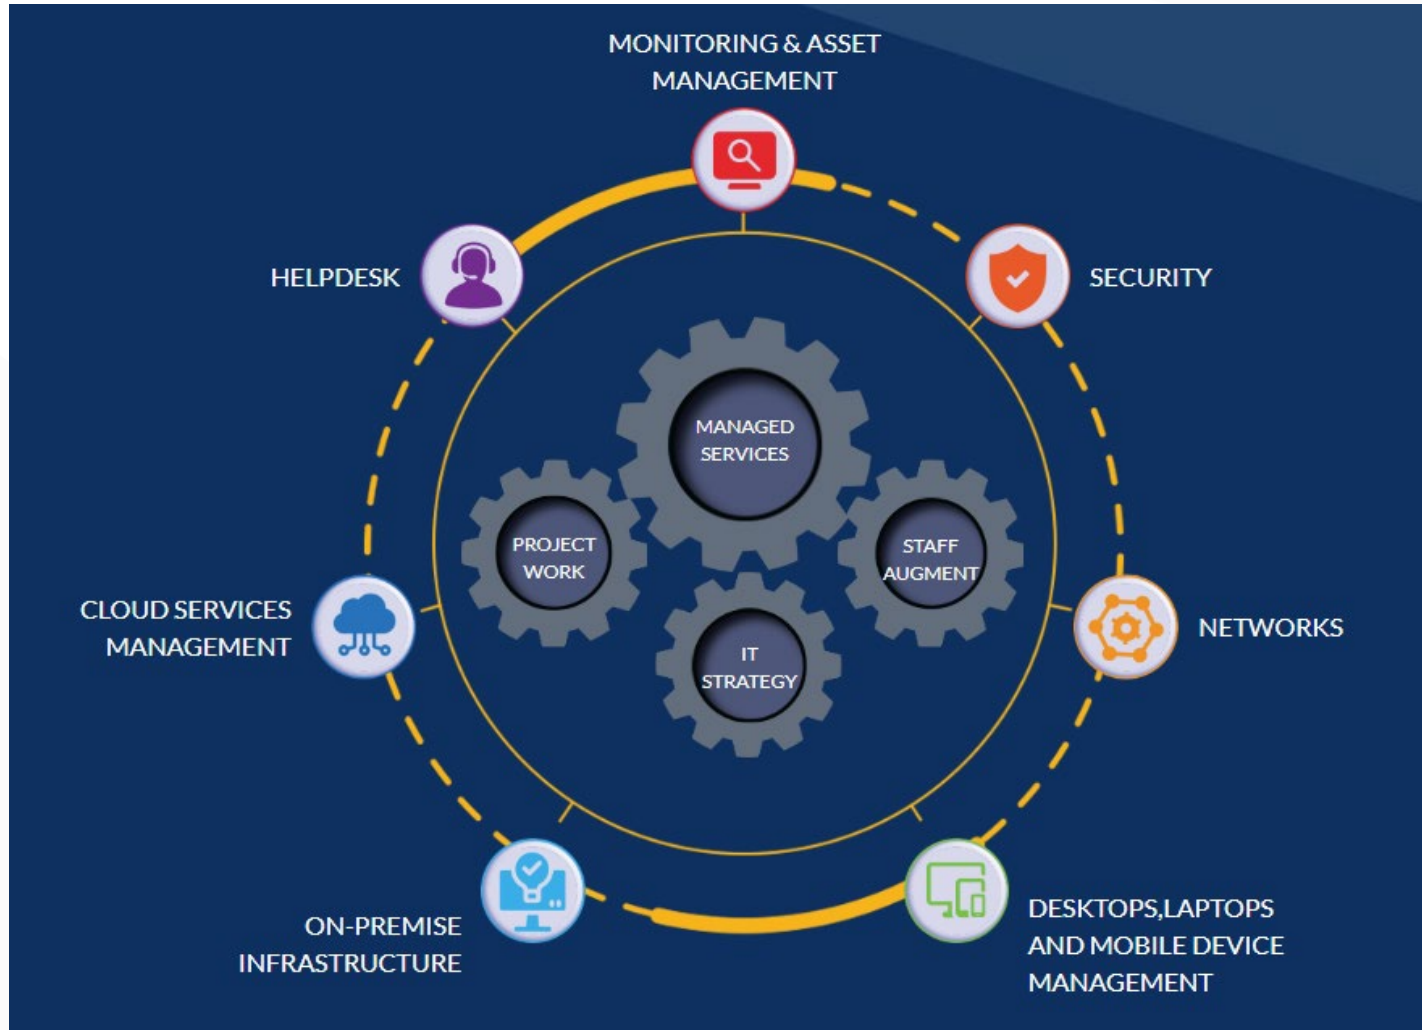 MONITORING & ASSET
MANAGEMENT
HELPDESK
SECURITY
MANAGED
SERVICES
PROJECT
WORK
STAFF
AUGMENT
CLOUD SERVICES
MANAGEMENT
NETWORKS
IT
STRATEGY
ON-PREMISE
INFRASTRUCTURE
DESKTOPS,LAPTOPS
AND MOBILE DEVICE
MANAGEMENT